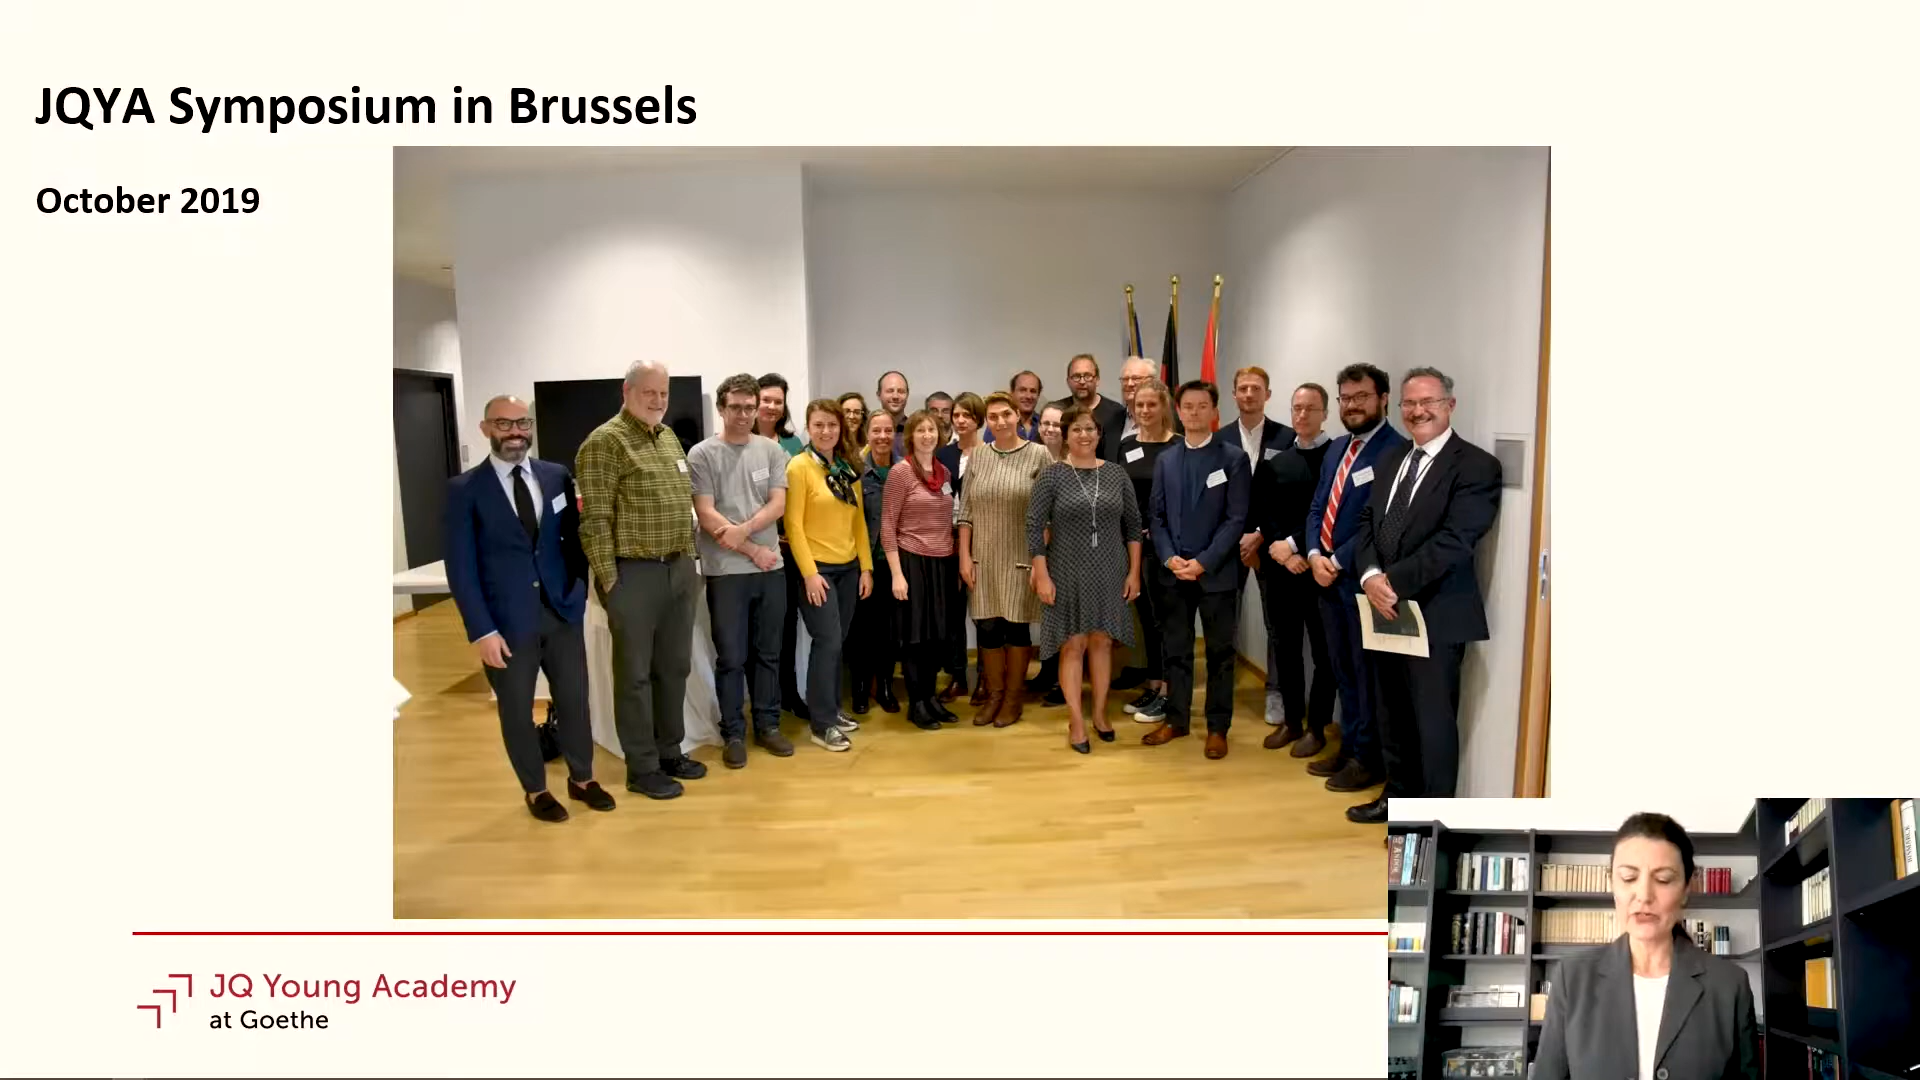 JQYA Symposium in Brussels
October 2019
JQ Young Academy
at Goethe